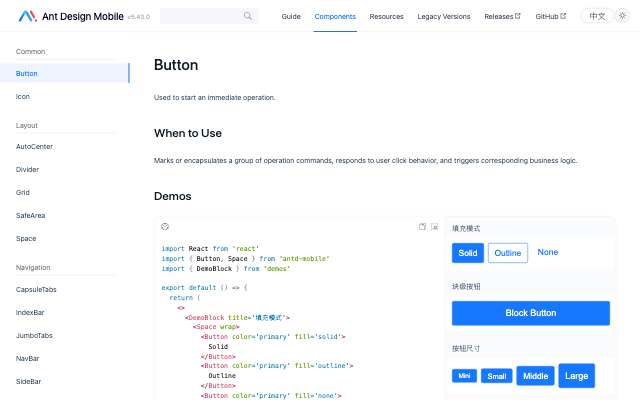 Ant Design Mobile v5.40.0
Guide Components Resources Legacy Versions Releases GitHub 中文
Common
Button
Icon
Layout
AutoCenter
Divider
Grid
SafeArea
Space
Navigation
CapsuleTabs
IndexBar
JumboTabs
NavBar
SideBar
Button
Used to start an immediate operation.
When to Use
Marks or encapsulates a group of operation commands, responds to user click behavior, and triggers corresponding business logic.
Demos
import React from 'react'
import { Button, Space } from 'antd-mobile'
import { DemoBlock } from 'demos'
export default () => {
return (
<>
<DemoBlock title='填充模式'>
<Space wrap>
<Button color='primary' fill='solid'>
Solid
</Button>
<Button color='primary' fill='outline'>
Outline
</Button>
<Button color='primary' fill='none'>
填充模式
Solid Outline None
块级按钮
Block Button
按钮尺寸
Mini Small Middle Large